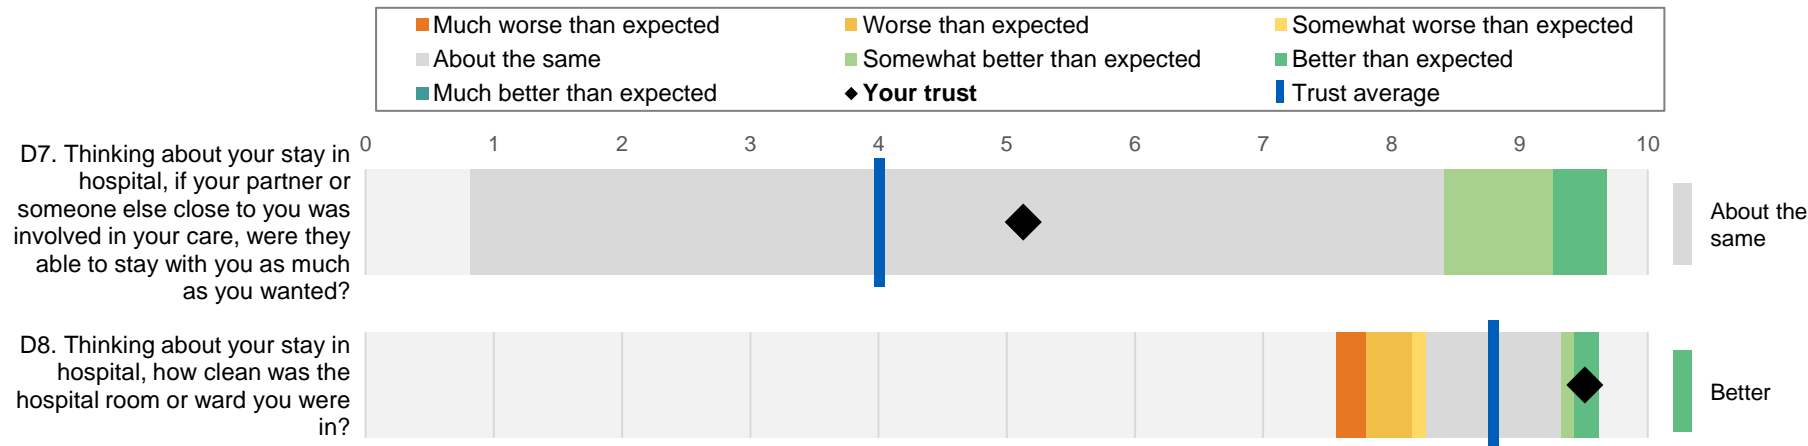 Much worse than expected
Worse than expected
Somewhat worse than expected
About the same
Somewhat better than expected
Better than expected
Much better than expected
Your trust
Trust average
0 1 2 3 4 5 6 7 8 9 10
D7. Thinking about your stay in
hospital, if your partner or
someone else close to you was
involved in your care, were they
able to stay with you as much
as you wanted?
About the
same
D8. Thinking about your stay in
hospital, how clean was the
hospital room or ward you were
in?
Better